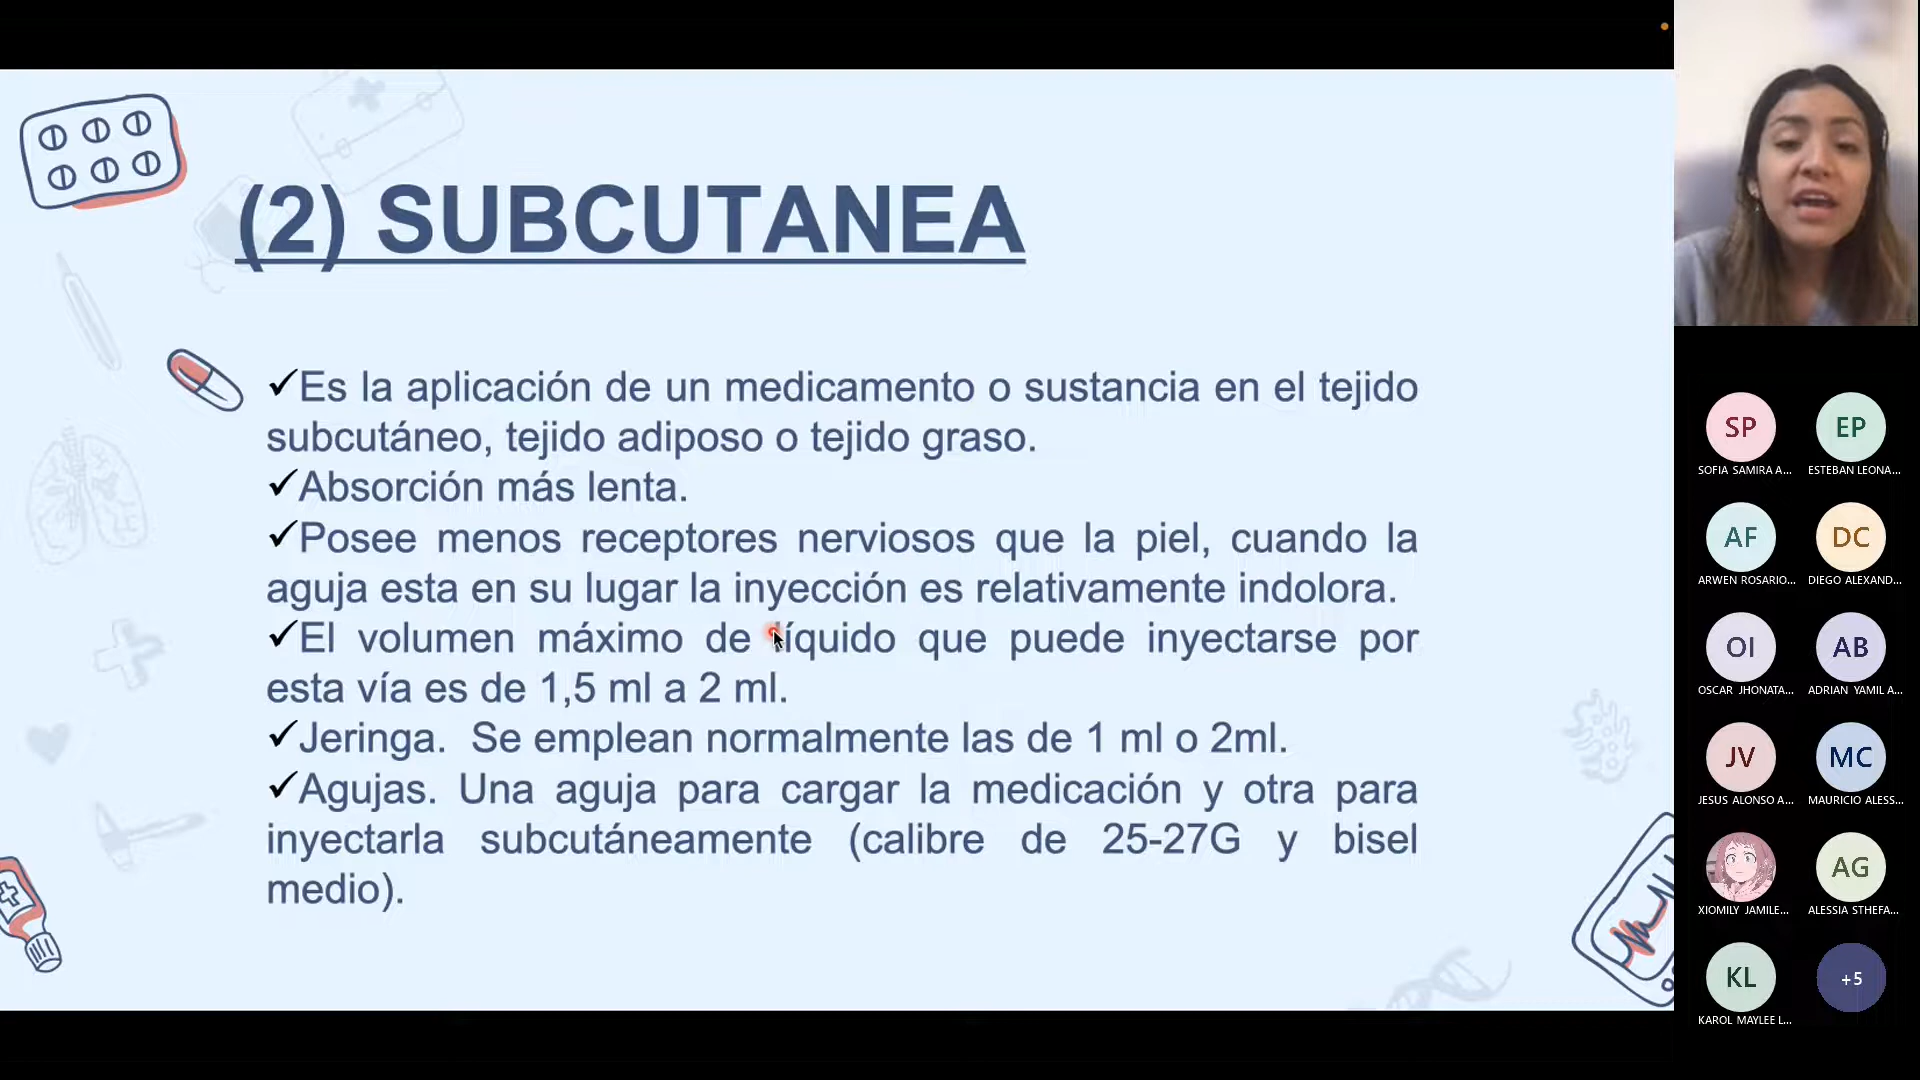 (2) SUBCUTANEA
✓Es la aplicación de un medicamento o sustancia en el tejido
subcutáneo, tejido adiposo o tejido graso.
✓Absorción más lenta.
✓Posee menos receptores nerviosos que la piel, cuando la
aguja esta en su lugar la inyección es relativamente indolora.
✓El volumen máximo de líquido que puede inyectarse por
esta vía es de 1,5 ml a 2 ml.
✓Jeringa. Se emplean normalmente las de 1 ml o 2ml.
✓Agujas. Una aguja para cargar la medicación y otra para
inyectarla subcutáneamente (calibre de 25-27G y bisel
medio).
SP EP
SOFIA SAMIRA A... ESTEBAN LEONA...
AF DC
ARWEN ROSARIO... DIEGO ALEXAND...
OI AB
OSCAR JHONATA... ADRIAN YAMIL A...
JV MC
JESUS ALONSO A... MAURICIO ALESS...
AG
XIOMILY JAMILE... ALESSIA STHEFA...
KL +5
KAROL MAYLEE L...